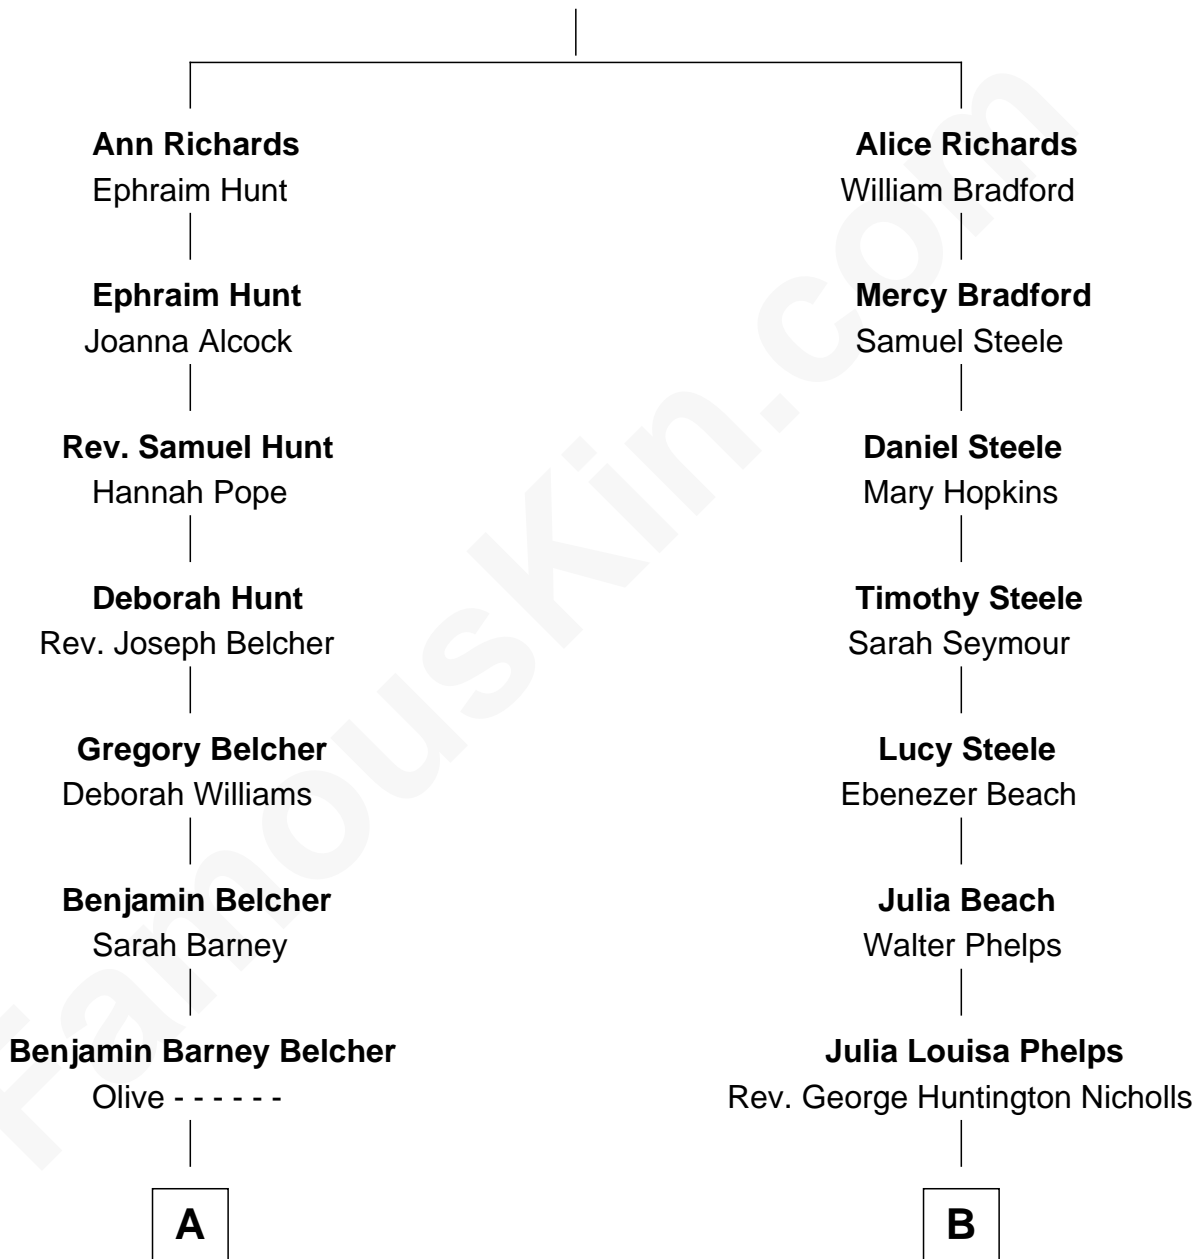 Ann Richards
Ephraim Hunt
Ephraim Hunt
Joanna Alcock
Rev. Samuel Hunt
Hannah Pope
Deborah Hunt
Rev. Joseph Belcher
Gregory Belcher
Deborah Williams
Benjamin Belcher
Sarah Barney
Benjamin Barney Belcher
Olive - - - - - -
A
Alice Richards
William Bradford
Mercy Bradford
Samuel Steele
Daniel Steele
Mary Hopkins
Timothy Steele
Sarah Seymour
Lucy Steele
Ebenezer Beach
Julia Beach
Walter Phelps
Julia Louisa Phelps
Rev. George Huntington Nicholls
B
FamousKin.com